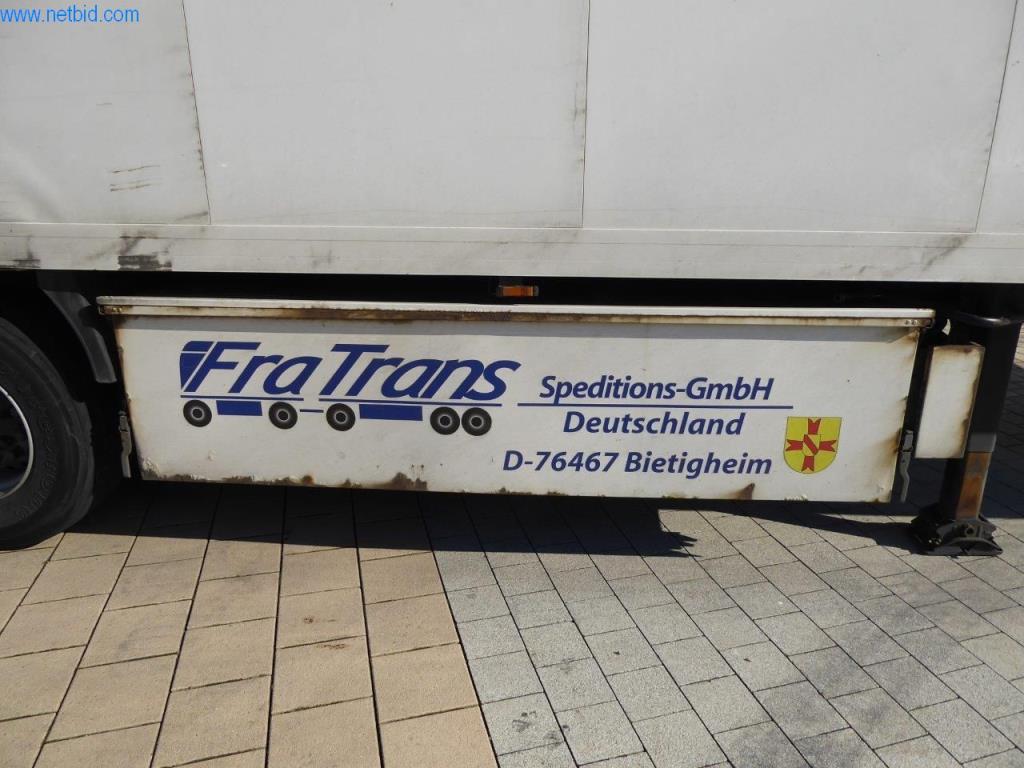 www.netbid.com
FraTrans
Speditions-GmbH
Deutschland
D-76467 Bietigheim